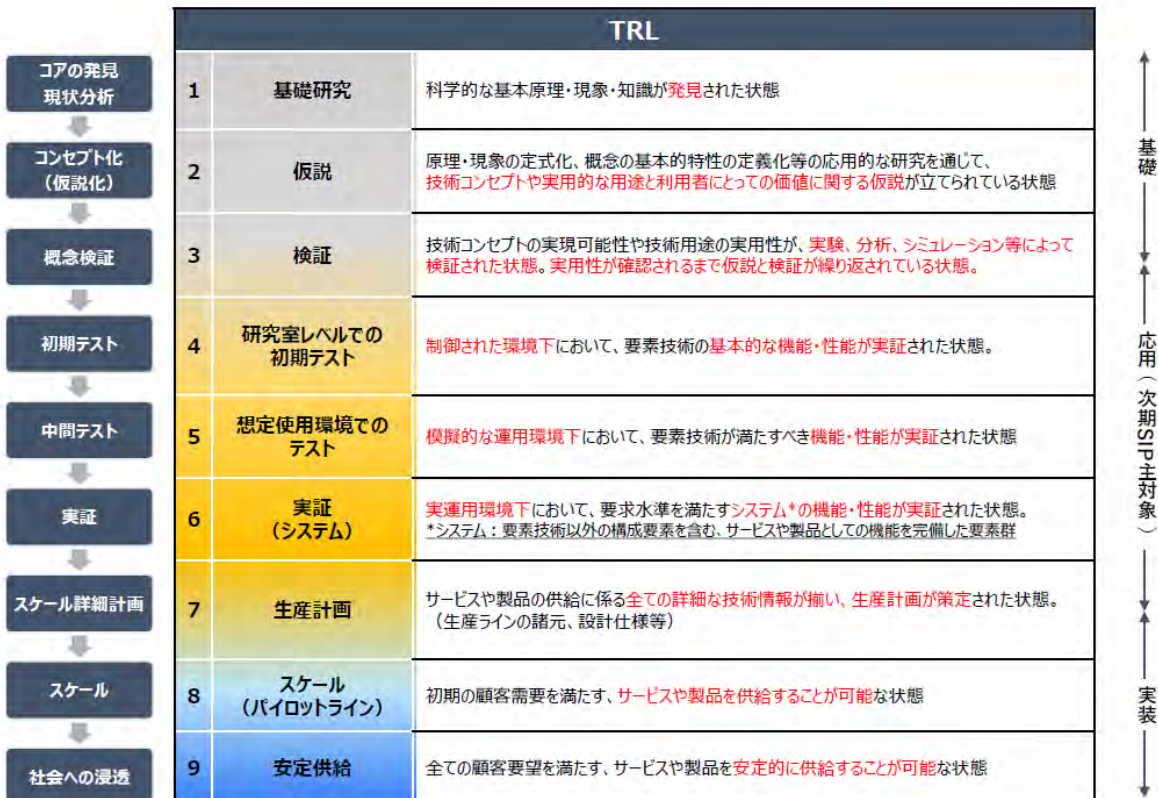 TRL
コアの発見
現状分析
1
基礎研究
科学的な基本原理・現象・知識が発見された状態
コンセプト化
（仮説化）
2
仮説
原理・現象の定式化、概念の基本的特性の定義化等の応用的な研究を通じて、
技術コンセプトや実用的な用途と利用者にとっての価値に関する仮説が立てられている状態
概念検証
3
検証
技術コンセプトの実現可能性や技術用途の実用性が、実験、分析、シミュレーション等によって
検証された状態。実用性が確認されるまで仮説と検証が繰り返されている状態。
初期テスト
4
研究室レベルでの
初期テスト
制御された環境下において、要素技術の基本的な機能・性能が実証された状態。
中間テスト
5
想定使用環境での
テスト
模擬的な運用環境下において、要素技術が満たすべき機能・性能が実証された状態
実証
6
実証
（システム）
実運用環境下において、要求水準を満たすシステム*の機能・性能が実証された状態。
*システム：要素技術以外の構成要素を含む、サービスや製品としての機能を完備した要素群
スケール詳細計画
7
生産計画
サービスや製品の供給に係る全ての詳細な技術情報が揃い、生産計画が策定された状態。
（生産ラインの諸元、設計仕様等）
スケール
8
スケール
（パイロットライン）
初期の顧客需要を満たす、サービスや製品を供給することが可能な状態
社会への浸透
9
安定供給
全ての顧客要望を満たす、サービスや製品を安定的に供給することが可能な状態
基礎
応用（次期SIP主対象）
実装